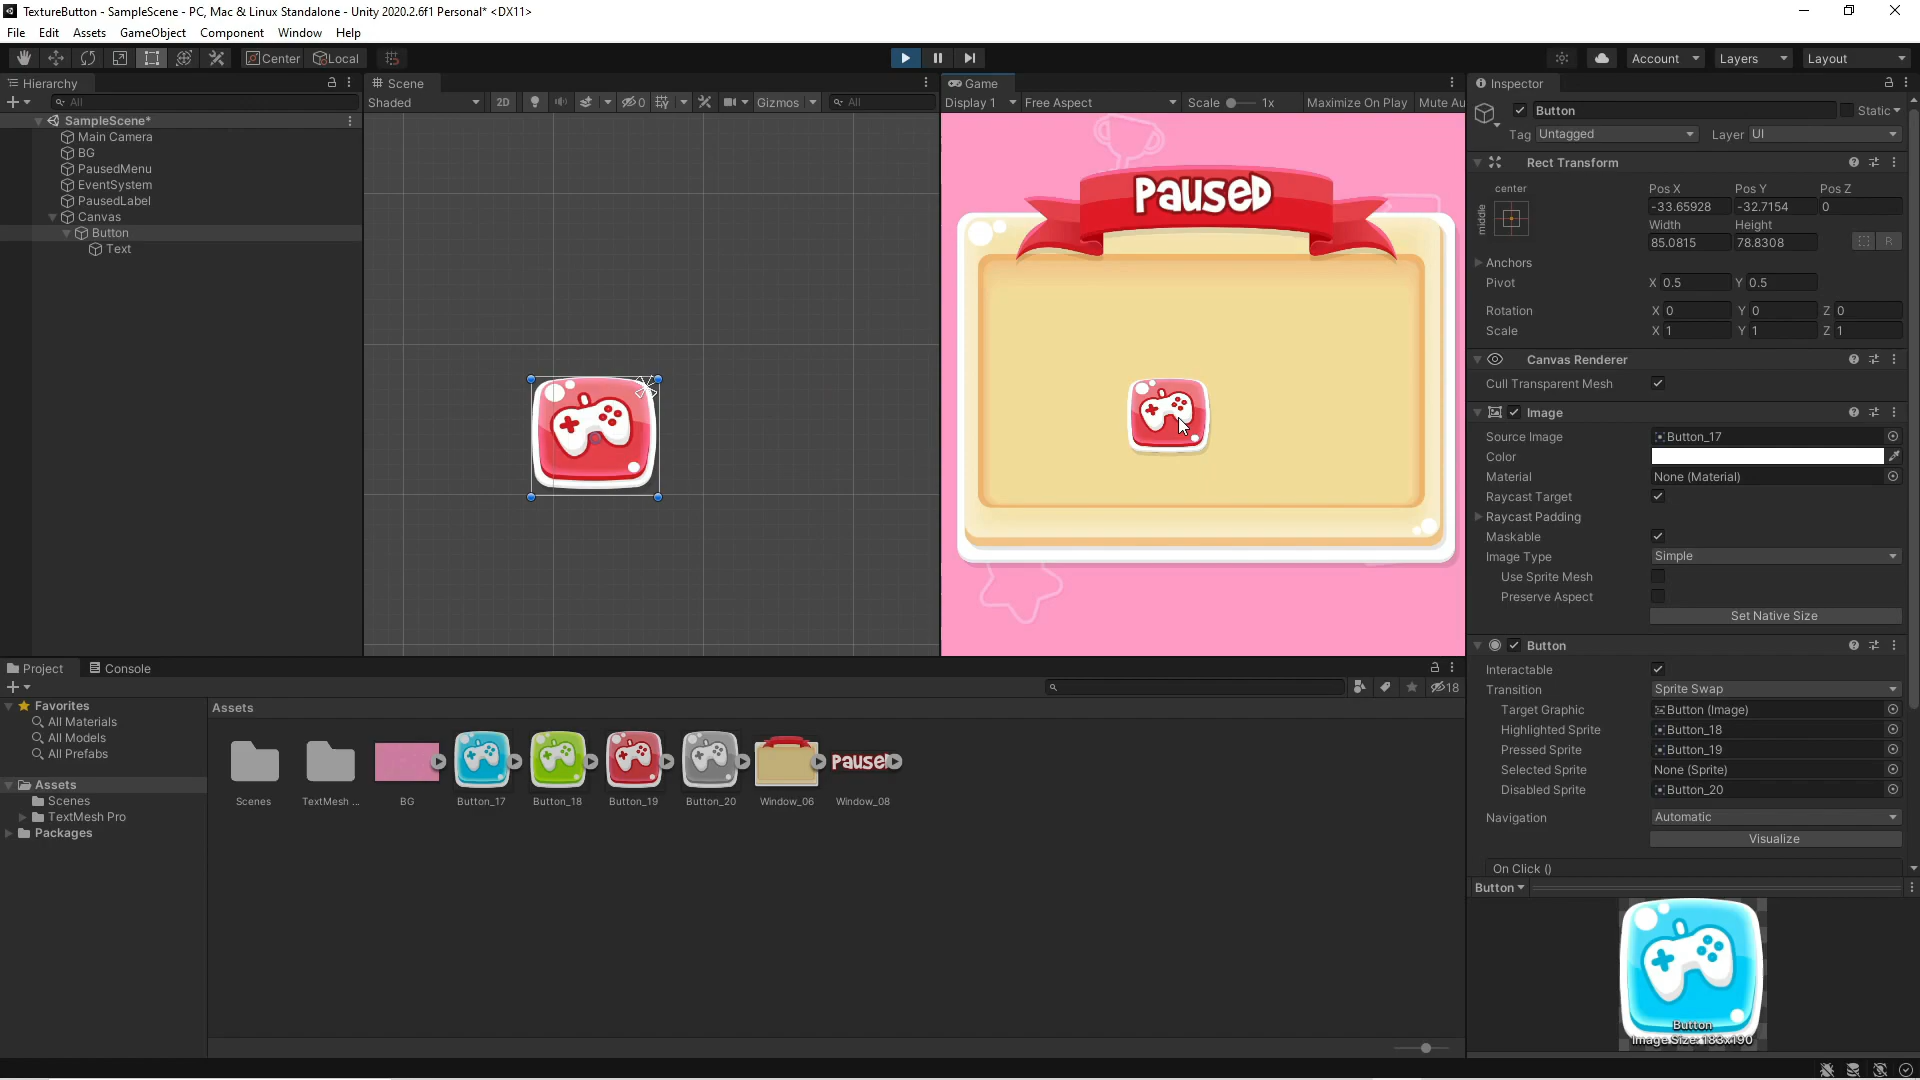 TextureButton - SampleScene - PC, Mac & Linux Standalone - Unity 2020.2.6f1 Personal* <DX11>
File Edit Assets GameObject Component Window Help
Center Local Account Layers Layout
Hierarchy
All
SampleScene*
Main Camera
BG
PausedMenu
EventSystem
PausedLabel
Canvas
Button
Text
Scene
Shaded 2D 0 Gizmos All
Game
Display 1 Free Aspect Scale 1x Maximize On Play Mute Au
PAUSED
Inspector
Button Static
Tag Untagged Layer UI
Rect Transform
center Pos X Pos Y Pos Z
middle -33.65928 -32.7154 0
Width Height
85.0815 78.8308 R
Anchors
Pivot X 0.5 Y 0.5
Rotation X 0 Y 0 Z 0
Scale X 1 Y 1 Z 1
Canvas Renderer
Cull Transparent Mesh
Image
Source Image Button_17
Color
Material None (Material)
Raycast Target
Raycast Padding
Maskable
Image Type Simple
Use Sprite Mesh
Preserve Aspect
Set Native Size
Button
Interactable
Transition Sprite Swap
Target Graphic Button (Image)
Highlighted Sprite Button_18
Pressed Sprite Button_19
Selected Sprite None (Sprite)
Disabled Sprite Button_20
Navigation Automatic
Visualize
On Click ()
Button
Button
Image Size: 183x190
Project Console
18
Favorites
All Materials
All Models
All Prefabs
Assets
Scenes
TextMesh Pro
Packages
Assets
PAUSED
Scenes TextMesh ... BG Button_17 Button_18 Button_19 Button_20 Window_06 Window_08